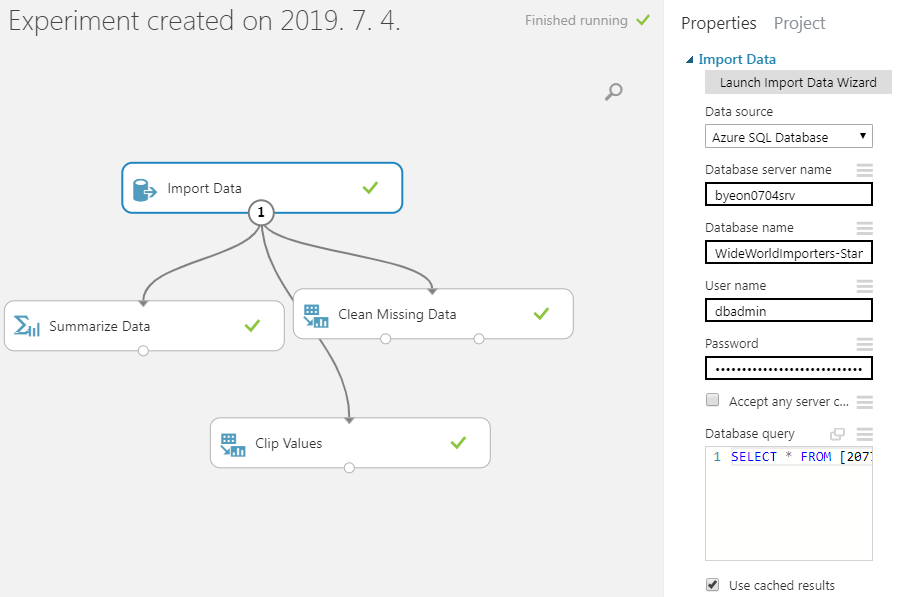 Experiment created on 2019. 7. 4.
Finished running
Import Data
1
Summarize Data
Clean Missing Data
Clip Values
Properties Project
Import Data
Launch Import Data Wizard
Data source
Azure SQL Database
Database server name
byeon0704srv
Database name
WideWorldImporters-Star
User name
dbadmin
Password
••••••••••••••••••••••••••••
Accept any server c...
Database query
1 SELECT * FROM [207
Use cached results